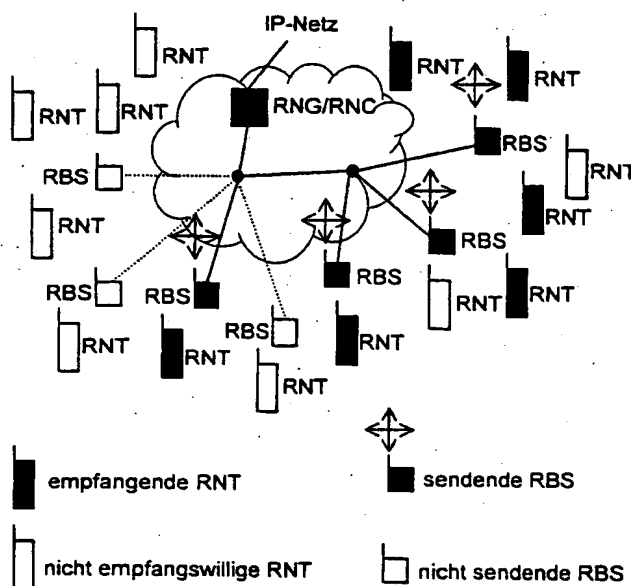 IP-Netz
RNT
RNT
RNT
RNG/RNC
RNT
RNT
RBS
RBS
RNT
RNT
RNT
RBS
RBS
RBS
RBS
RBS
RNT
RNT
RNT
RNT
RNT
RNT
empfangende RNT
sendende RBS
nicht empfangswillige RNT
nicht sendende RBS